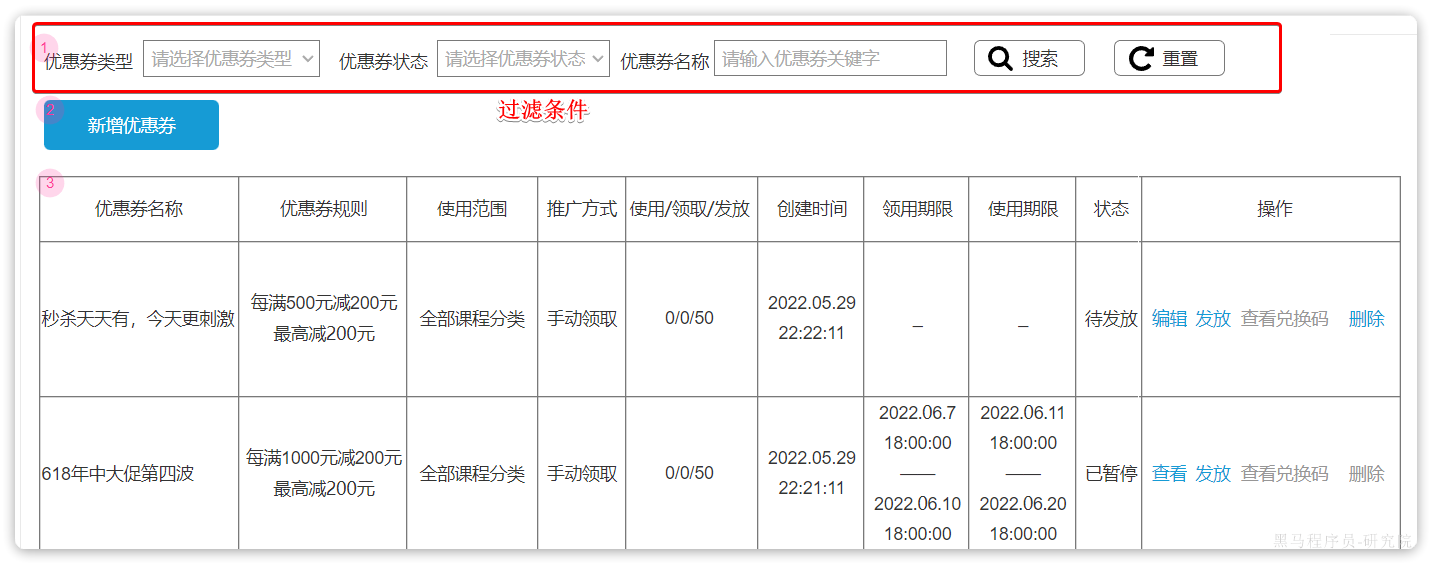 1
优惠券类型 请选择优惠券类型 优惠券状态 请选择优惠券状态 优惠券名称 请输入优惠券关键字 搜索 重置
过滤条件
2
新增优惠券
3
优惠券名称 优惠券规则 使用范围 推广方式 使用/领取/发放 创建时间 领用期限 使用期限 状态 操作
秒杀天天有，今天更刺激
每满500元减200元
最高减200元
全部课程分类
手动领取
0/0/50
2022.05.29
22:22:11
_
_
待发放
编辑 发放 查看兑换码 删除
618年中大促第四波
每满1000元减200元
最高减200元
全部课程分类
手动领取
0/0/50
2022.05.29
22:21:11
2022.06.7
18:00:00
——
2022.06.10
18:00:00
2022.06.11
18:00:00
——
2022.06.20
18:00:00
已暂停
查看 发放 查看兑换码 删除
黑马程序员-研究院